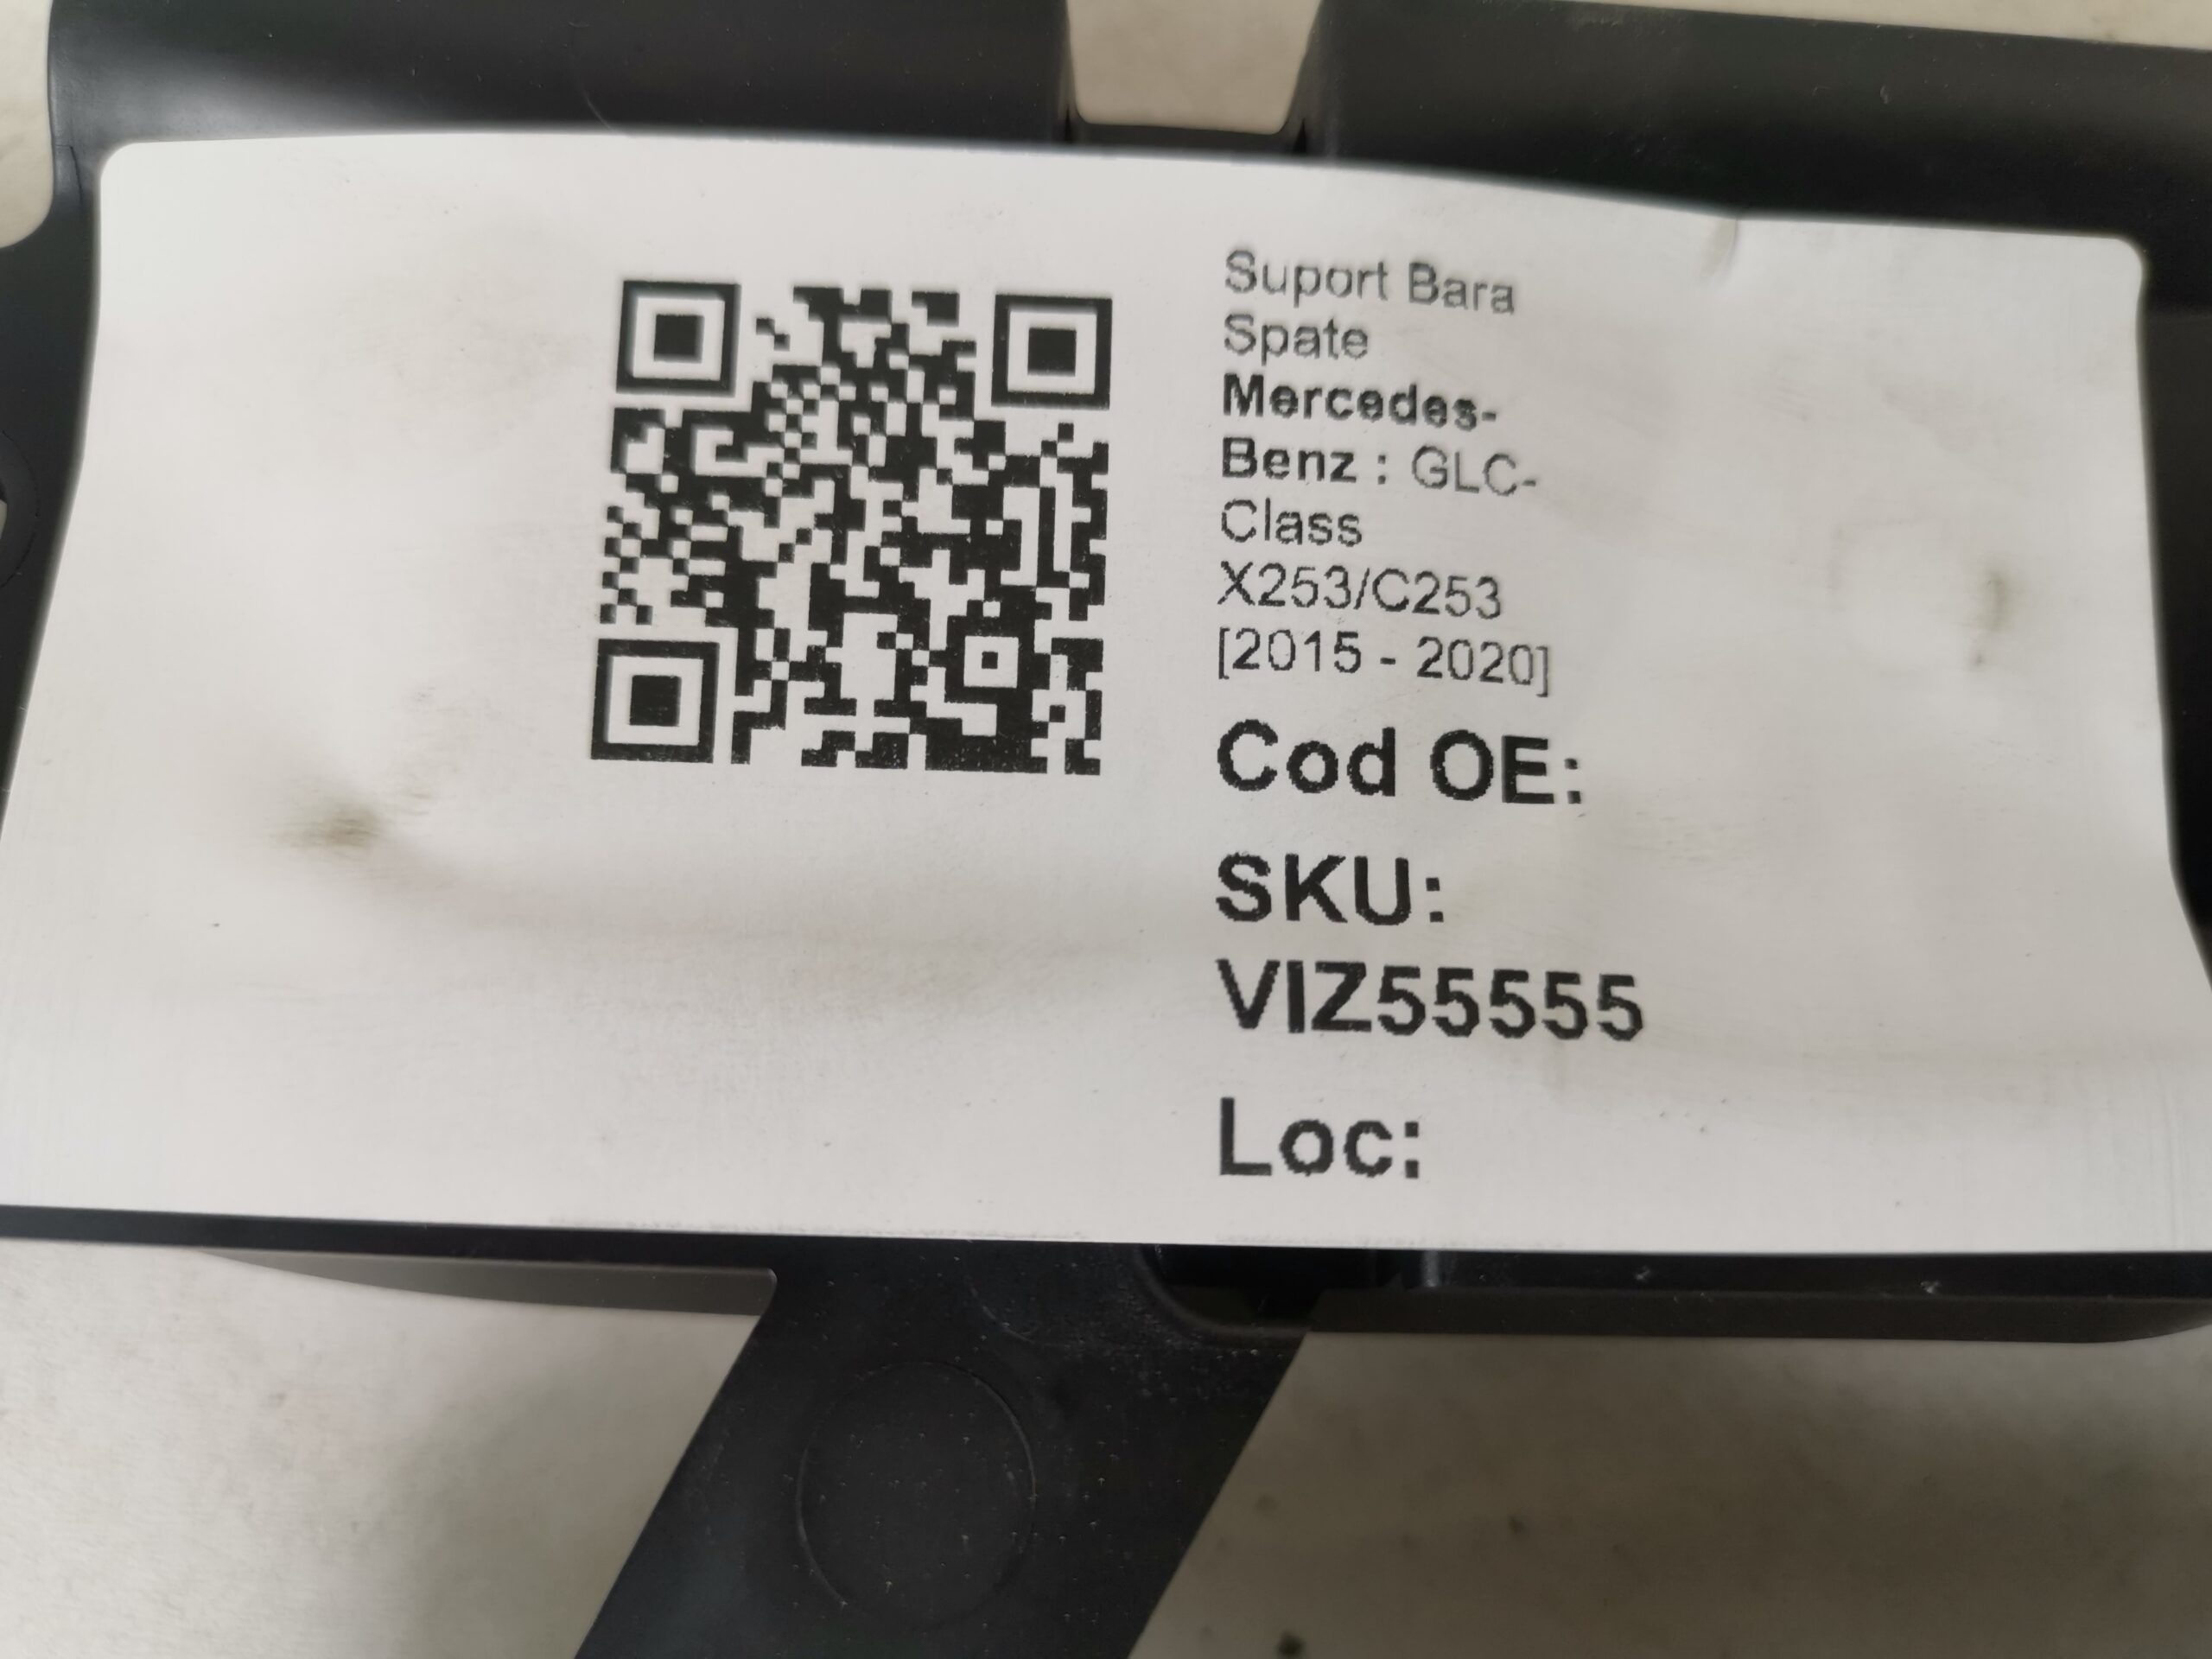 Suport Bara
Spate
Mercedes-
Benz : GLC-
Class
X253/C253
[2015 - 2020]
Cod OE:
SKU:
VIZ55555
Loc: